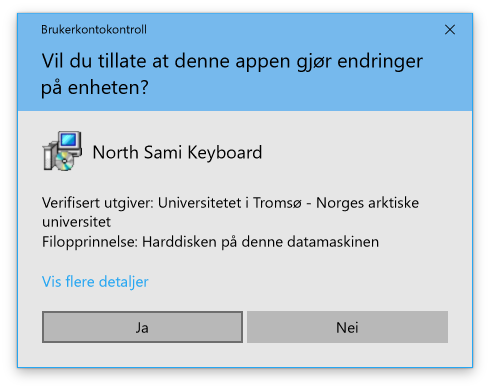 Brukerkontokontroll
Vil du tillate at denne appen gjør endringer
på enheten?
North Sami Keyboard
Verifisert utgiver: Universitetet i Tromsø - Norges arktiske
universitet
Filopprinnelse: Harddisken på denne datamaskinen
Vis flere detaljer
Ja
Nei